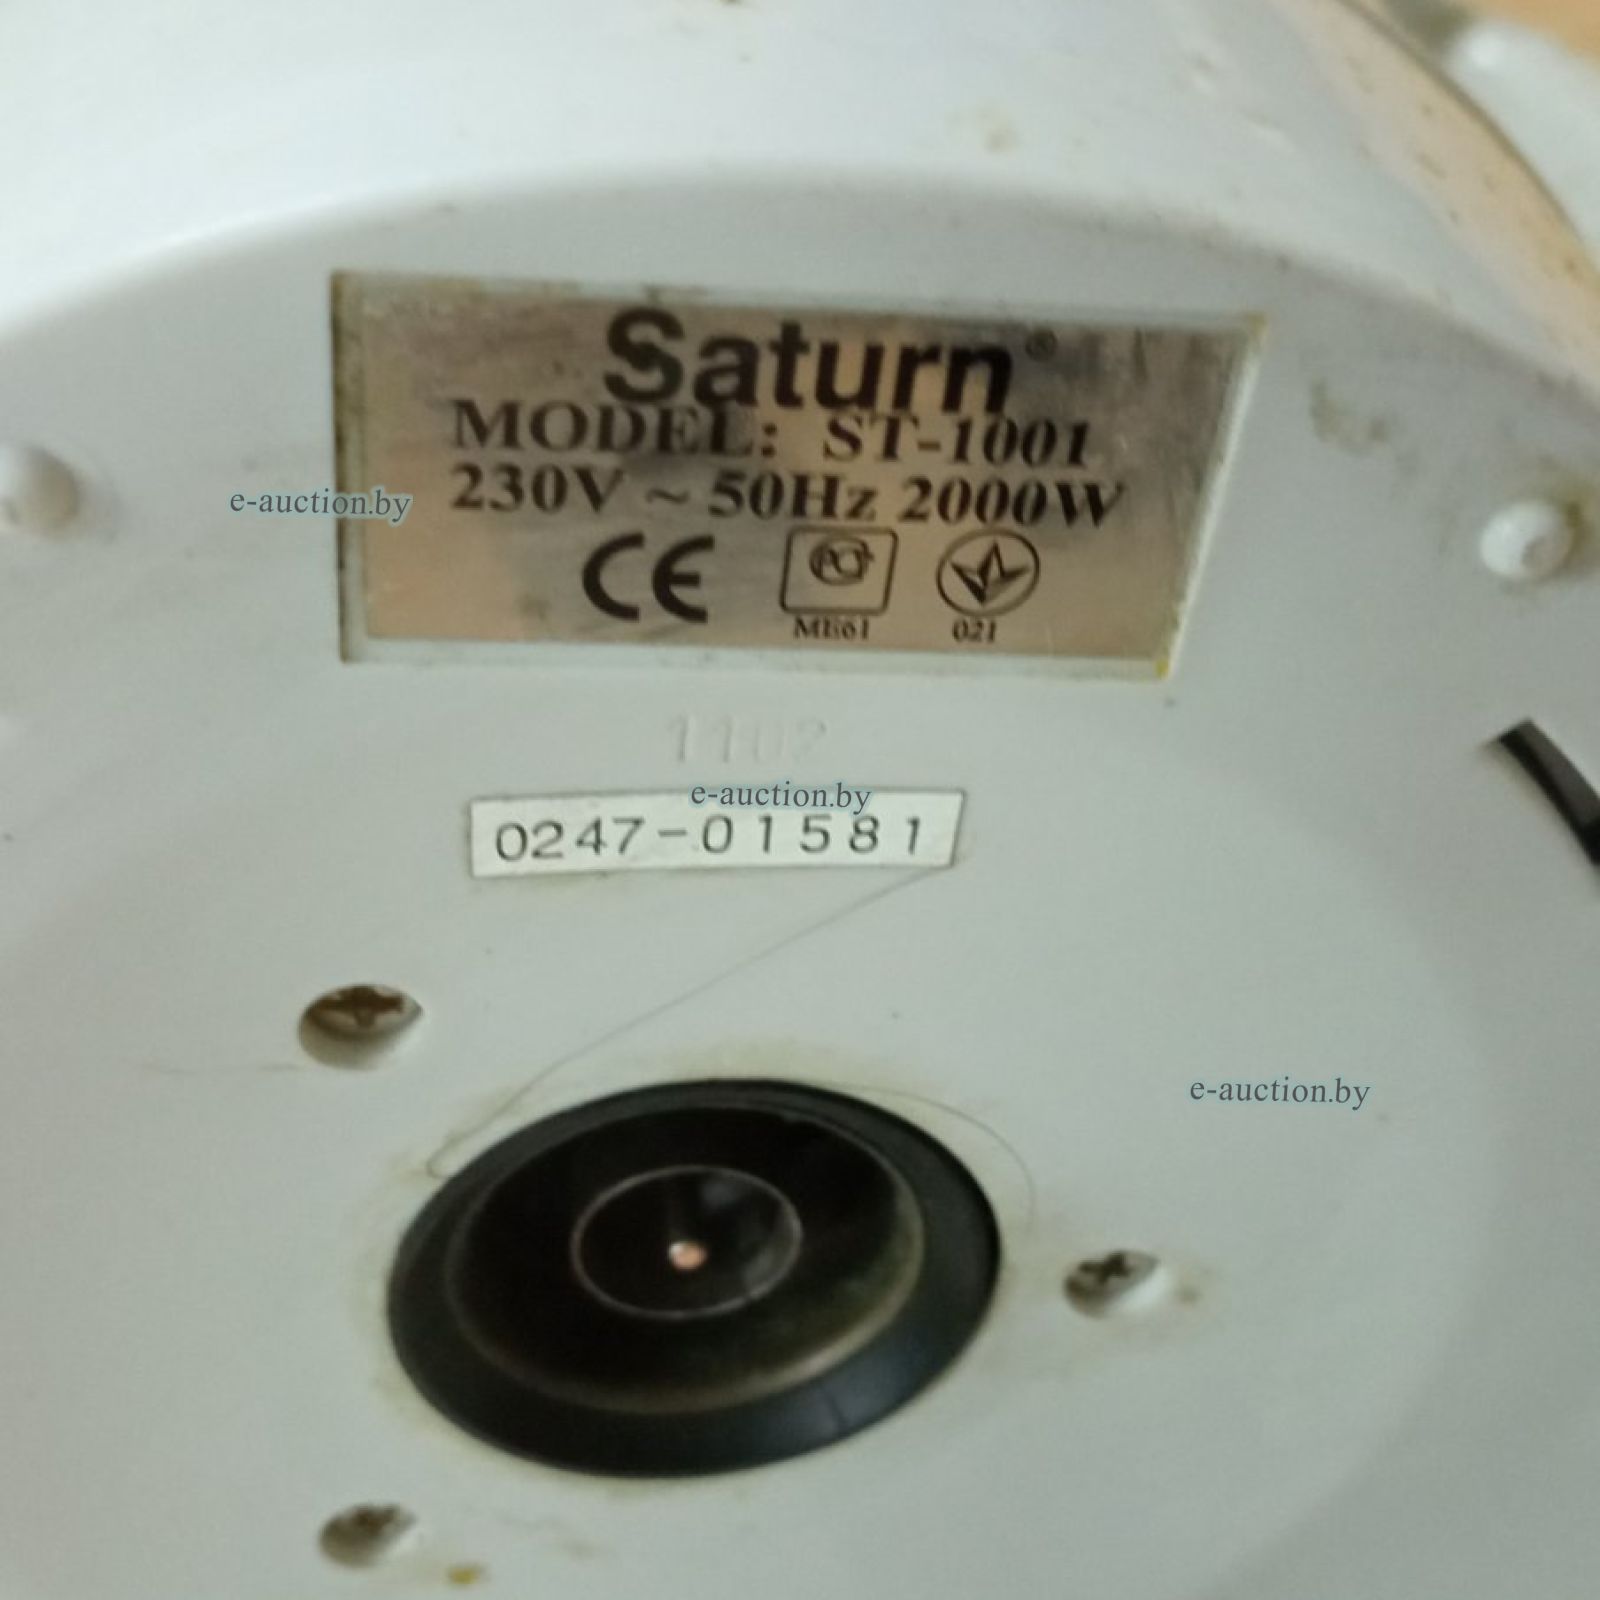 Saturn®
MODEL: ST-1001
230V ~ 50Hz 2000W
CE
РСТ
ME61
021
e-auction.by
1102
e-auction.by
0247-01581
e-auction.by